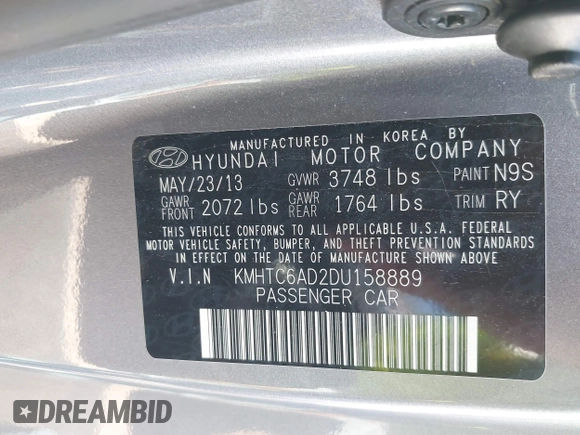 MANUFACTURED IN KOREA BY
HYUNDAI MOTOR COMPANY
MAY/23/13 GVWR 3748 lbs PAINT N9S
GAWR FRONT 2072 lbs GAWR REAR 1764 lbs TRIM RY
THIS VEHICLE CONFORMS TO ALL APPLICABLE U.S.A. FEDERAL
MOTOR VEHICLE SAFETY, BUMPER, AND THEFT PREVENTION STANDARDS
IN EFFECT ON THE DATE OF MANUFACTURE SHOWN ABOVE
V.I.N KMHTC6AD2DU158889
PASSENGER CAR
DREAMBID